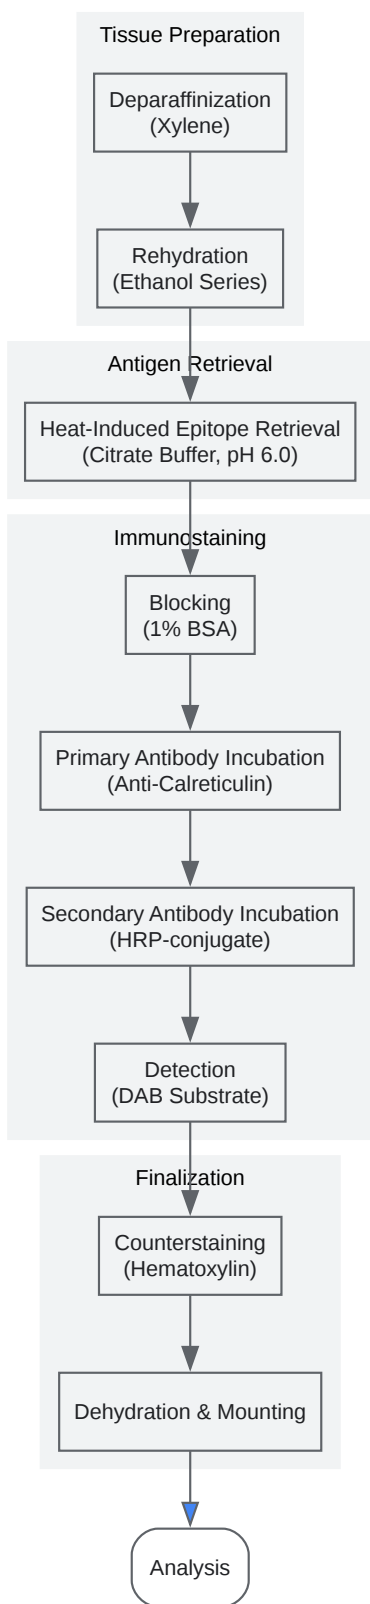 Tissue Preparation
Deparaffinization
(Xylene)
Rehydration
(Ethanol Series)
Antigen Retrieval
Heat-Induced Epitope Retrieval
(Citrate Buffer, pH 6.0)
Immunostaining
Blocking
(1% BSA)
Primary Antibody Incubation
(Anti-Calreticulin)
Secondary Antibody Incubation
(HRP-conjugate)
Detection
(DAB Substrate)
Finalization
Counterstaining
(Hematoxylin)
Dehydration & Mounting
Analysis